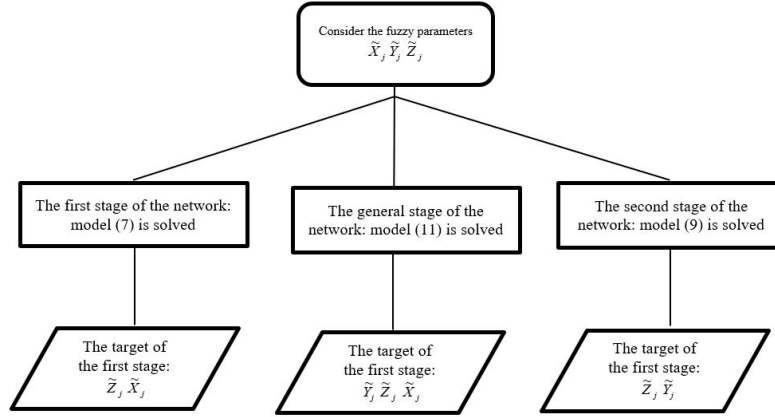 Consider the fuzzy parameters
X̃ⱼ Ỹⱼ Z̃ⱼ
The first stage of the network:
model (7) is solved
The general stage of the
network: model (11) is solved
The second stage of the
network: model (9) is solved
The target of
the first stage:
Z̃ⱼ X̃ⱼ
The target of
the first stage:
Ỹⱼ Z̃ⱼ X̃ⱼ
The target of
the first stage:
Z̃ⱼ Ỹⱼ